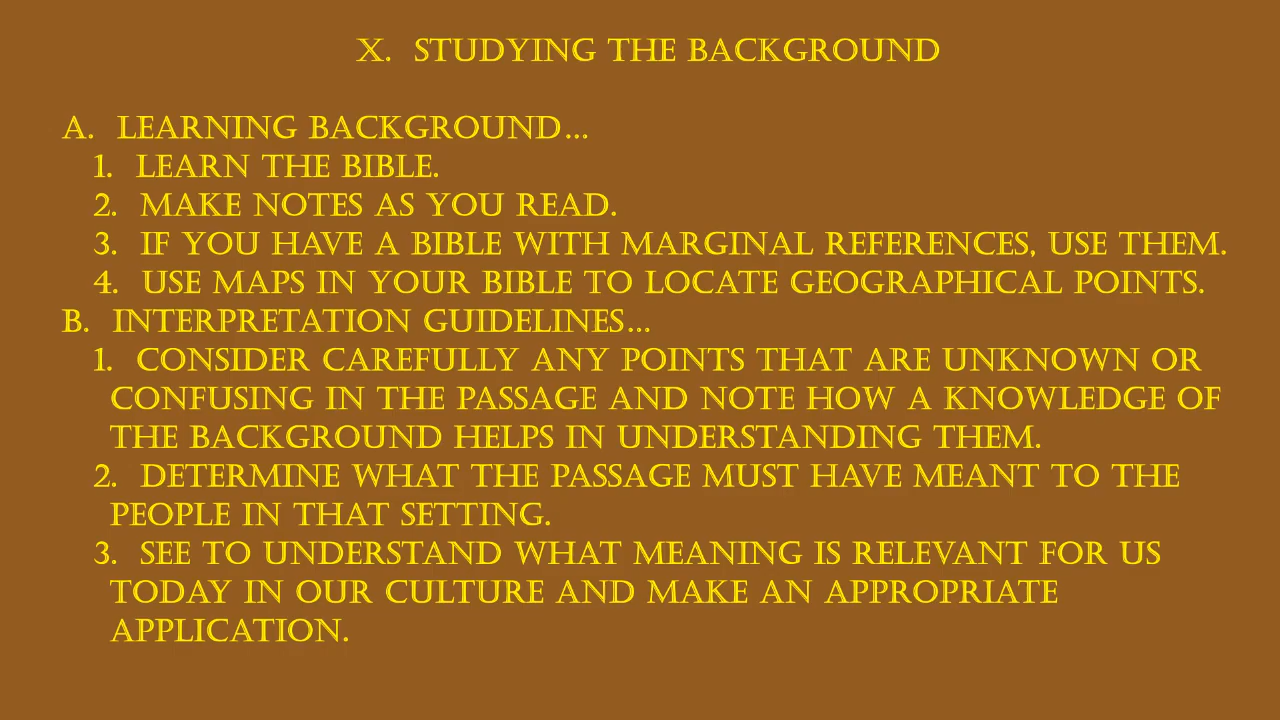 X. STUDYING THE BACKGROUND
A. LEARNING BACKGROUND...
1. LEARN THE BIBLE.
2. MAKE NOTES AS YOU READ.
3. IF YOU HAVE A BIBLE WITH MARGINAL REFERENCES, USE THEM.
4. USE MAPS IN YOUR BIBLE TO LOCATE GEOGRAPHICAL POINTS.
B. INTERPRETATION GUIDELINES...
1. CONSIDER CAREFULLY ANY POINTS THAT ARE UNKNOWN OR
CONFUSING IN THE PASSAGE AND NOTE HOW A KNOWLEDGE OF
THE BACKGROUND HELPS IN UNDERSTANDING THEM.
2. DETERMINE WHAT THE PASSAGE MUST HAVE MEANT TO THE
PEOPLE IN THAT SETTING.
3. SEE TO UNDERSTAND WHAT MEANING IS RELEVANT FOR US
TODAY IN OUR CULTURE AND MAKE AN APPROPRIATE
APPLICATION.